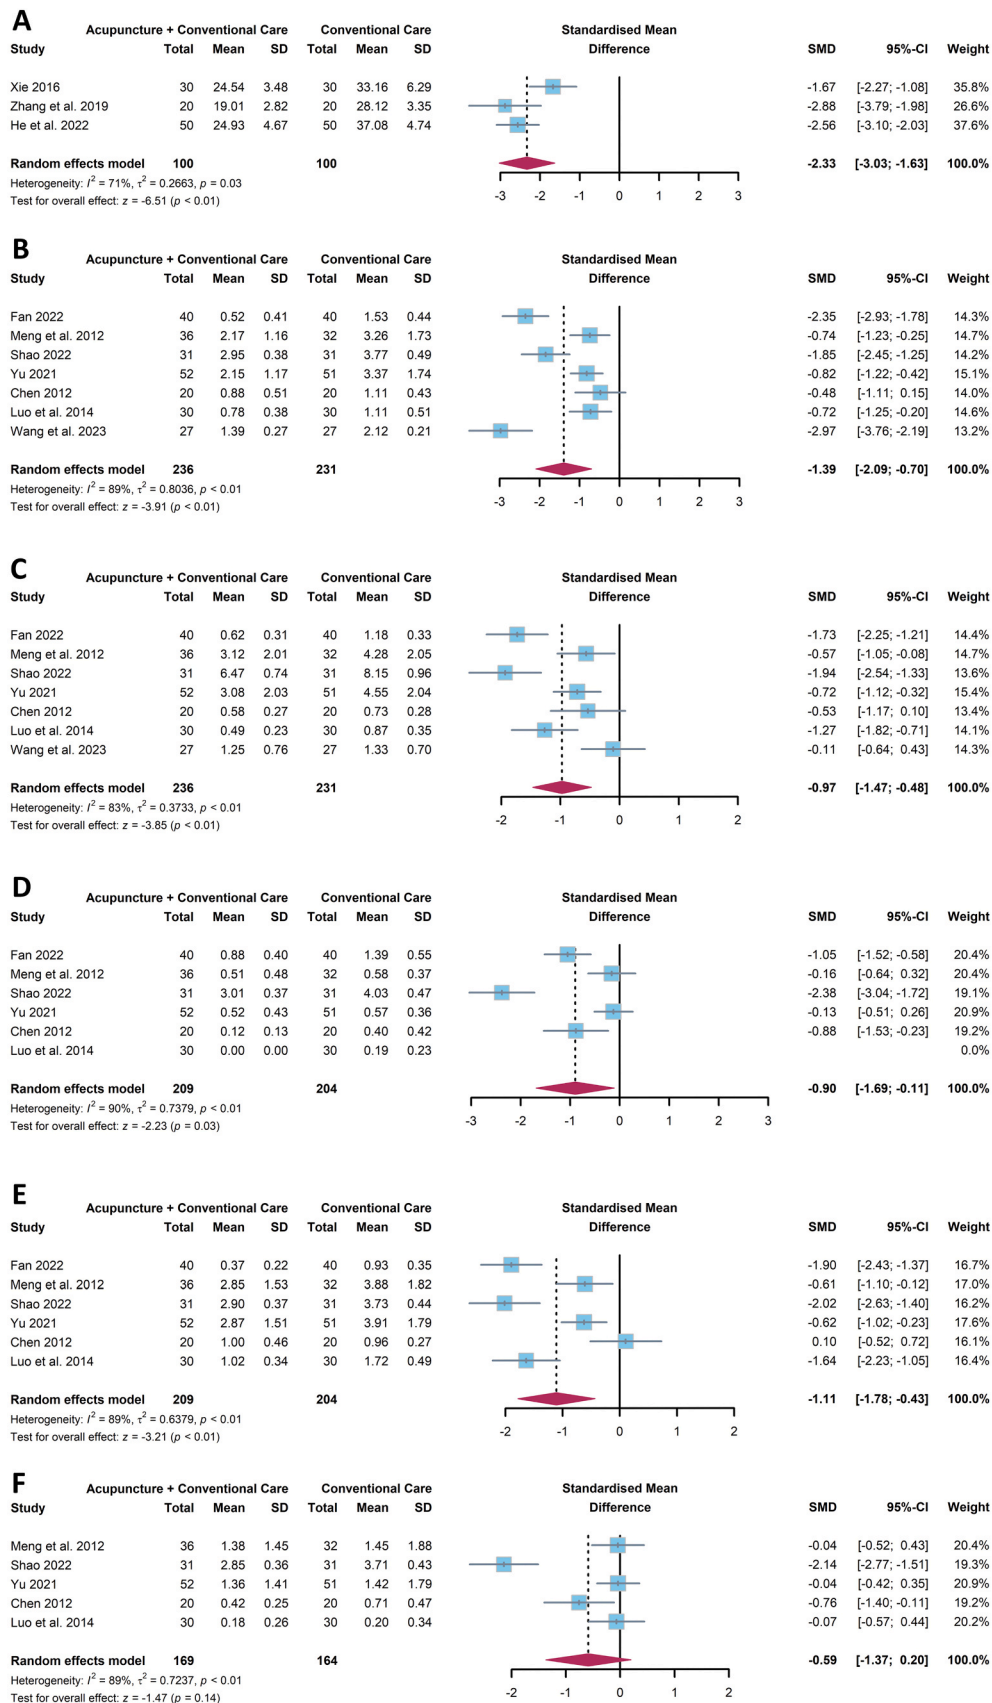 A
Acupuncture + Conventional Care Conventional Care Standardised Mean
Study Total Mean SD Total Mean SD Difference SMD 95%-CI Weight
Xie 2016 30 24.54 3.48 30 33.16 6.29 -1.67 [-2.27; -1.08] 35.8%
Zhang et al. 2019 20 19.01 2.82 20 28.12 3.35 -2.88 [-3.79; -1.98] 26.6%
He et al. 2022 50 24.93 4.67 50 37.08 4.74 -2.56 [-3.10; -2.03] 37.6%
Random effects model 100 100 -2.33 [-3.03; -1.63] 100.0%
Heterogeneity: I² = 71%, τ² = 0.2663, p = 0.03
Test for overall effect: z = -6.51 (p < 0.01)
-3 -2 -1 0 1 2 3
B
Acupuncture + Conventional Care Conventional Care Standardised Mean
Study Total Mean SD Total Mean SD Difference SMD 95%-CI Weight
Fan 2022 40 0.52 0.41 40 1.53 0.44 -2.35 [-2.93; -1.78] 14.3%
Meng et al. 2012 36 2.17 1.16 32 3.26 1.73 -0.74 [-1.23; -0.25] 14.7%
Shao 2022 31 2.95 0.38 31 3.77 0.49 -1.85 [-2.45; -1.25] 14.2%
Yu 2021 52 2.15 1.17 51 3.37 1.74 -0.82 [-1.22; -0.42] 15.1%
Chen 2012 20 0.88 0.51 20 1.11 0.43 -0.48 [-1.11; 0.15] 14.0%
Luo et al. 2014 30 0.78 0.38 30 1.11 0.51 -0.72 [-1.25; -0.20] 14.6%
Wang et al. 2023 27 1.39 0.27 27 2.12 0.21 -2.97 [-3.76; -2.19] 13.2%
Random effects model 236 231 -1.39 [-2.09; -0.70] 100.0%
Heterogeneity: I² = 89%, τ² = 0.8036, p < 0.01
Test for overall effect: z = -3.91 (p < 0.01)
-3 -2 -1 0 1 2 3
C
Acupuncture + Conventional Care Conventional Care Standardised Mean
Study Total Mean SD Total Mean SD Difference SMD 95%-CI Weight
Fan 2022 40 0.62 0.31 40 1.18 0.33 -1.73 [-2.25; -1.21] 14.4%
Meng et al. 2012 36 3.12 2.01 32 4.28 2.05 -0.57 [-1.05; -0.08] 14.7%
Shao 2022 31 6.47 0.74 31 8.15 0.96 -1.94 [-2.54; -1.33] 13.6%
Yu 2021 52 3.08 2.03 51 4.55 2.04 -0.72 [-1.12; -0.32] 15.4%
Chen 2012 20 0.58 0.27 20 0.73 0.28 -0.53 [-1.17; 0.10] 13.4%
Luo et al. 2014 30 0.49 0.23 30 0.87 0.35 -1.27 [-1.82; -0.71] 14.1%
Wang et al. 2023 27 1.25 0.76 27 1.33 0.70 -0.11 [-0.64; 0.43] 14.3%
Random effects model 236 231 -0.97 [-1.47; -0.48] 100.0%
Heterogeneity: I² = 83%, τ² = 0.3733, p < 0.01
Test for overall effect: z = -3.85 (p < 0.01)
-2 -1 0 1 2
D
Acupuncture + Conventional Care Conventional Care Standardised Mean
Study Total Mean SD Total Mean SD Difference SMD 95%-CI Weight
Fan 2022 40 0.88 0.40 40 1.39 0.55 -1.05 [-1.52; -0.58] 20.4%
Meng et al. 2012 36 0.51 0.48 32 0.58 0.37 -0.16 [-0.64; 0.32] 20.4%
Shao 2022 31 3.01 0.37 31 4.03 0.47 -2.38 [-3.04; -1.72] 19.1%
Yu 2021 52 0.52 0.43 51 0.57 0.36 -0.13 [-0.51; 0.26] 20.9%
Chen 2012 20 0.12 0.13 20 0.40 0.42 -0.88 [-1.53; -0.23] 19.2%
Luo et al. 2014 30 0.00 0.00 30 0.19 0.23 0.0%
Random effects model 209 204 -0.90 [-1.69; -0.11] 100.0%
Heterogeneity: I² = 90%, τ² = 0.7379, p < 0.01
Test for overall effect: z = -2.23 (p = 0.03)
-3 -2 -1 0 1 2 3
E
Acupuncture + Conventional Care Conventional Care Standardised Mean
Study Total Mean SD Total Mean SD Difference SMD 95%-CI Weight
Fan 2022 40 0.37 0.22 40 0.93 0.35 -1.90 [-2.43; -1.37] 16.7%
Meng et al. 2012 36 2.85 1.53 32 3.88 1.82 -0.61 [-1.10; -0.12] 17.0%
Shao 2022 31 2.90 0.37 31 3.73 0.44 -2.02 [-2.63; -1.40] 16.2%
Yu 2021 52 2.87 1.51 51 3.91 1.79 -0.62 [-1.02; -0.23] 17.6%
Chen 2012 20 1.00 0.46 20 0.96 0.27 0.10 [-0.52; 0.72] 16.1%
Luo et al. 2014 30 1.02 0.34 30 1.72 0.49 -1.64 [-2.23; -1.05] 16.4%
Random effects model 209 204 -1.11 [-1.78; -0.43] 100.0%
Heterogeneity: I² = 89%, τ² = 0.6379, p < 0.01
Test for overall effect: z = -3.21 (p < 0.01)
-2 -1 0 1 2
F
Acupuncture + Conventional Care Conventional Care Standardised Mean
Study Total Mean SD Total Mean SD Difference SMD 95%-CI Weight
Meng et al. 2012 36 1.38 1.45 32 1.45 1.88 -0.04 [-0.52; 0.43] 20.4%
Shao 2022 31 2.85 0.36 31 3.71 0.43 -2.14 [-2.77; -1.51] 19.3%
Yu 2021 52 1.36 1.41 51 1.42 1.79 -0.04 [-0.42; 0.35] 20.9%
Chen 2012 20 0.42 0.25 20 0.71 0.47 -0.76 [-1.40; -0.11] 19.2%
Luo et al. 2014 30 0.18 0.26 30 0.20 0.34 -0.07 [-0.57; 0.44] 20.2%
Random effects model 169 164 -0.59 [-1.37; 0.20] 100.0%
Heterogeneity: I² = 89%, τ² = 0.7237, p < 0.01
Test for overall effect: z = -1.47 (p = 0.14)
-2 -1 0 1 2